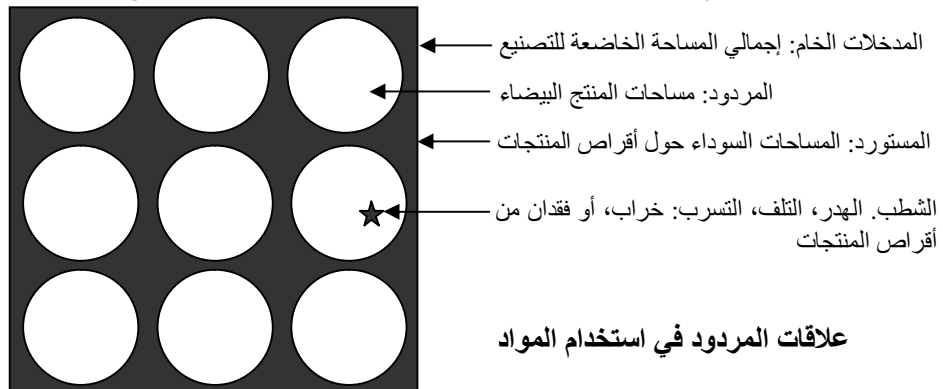 المدخلات الخام: إجمالي المساحة الخاضعة للتصنيع
المردود: مساحات المنتج البيضاء
المستورد: المساحات السوداء حول أقراص المنتجات
الشطب. الهدر، التلف، التسرب: خراب، أو فقدان من
أقراص المنتجات
علاقات المردود في استخدام المواد